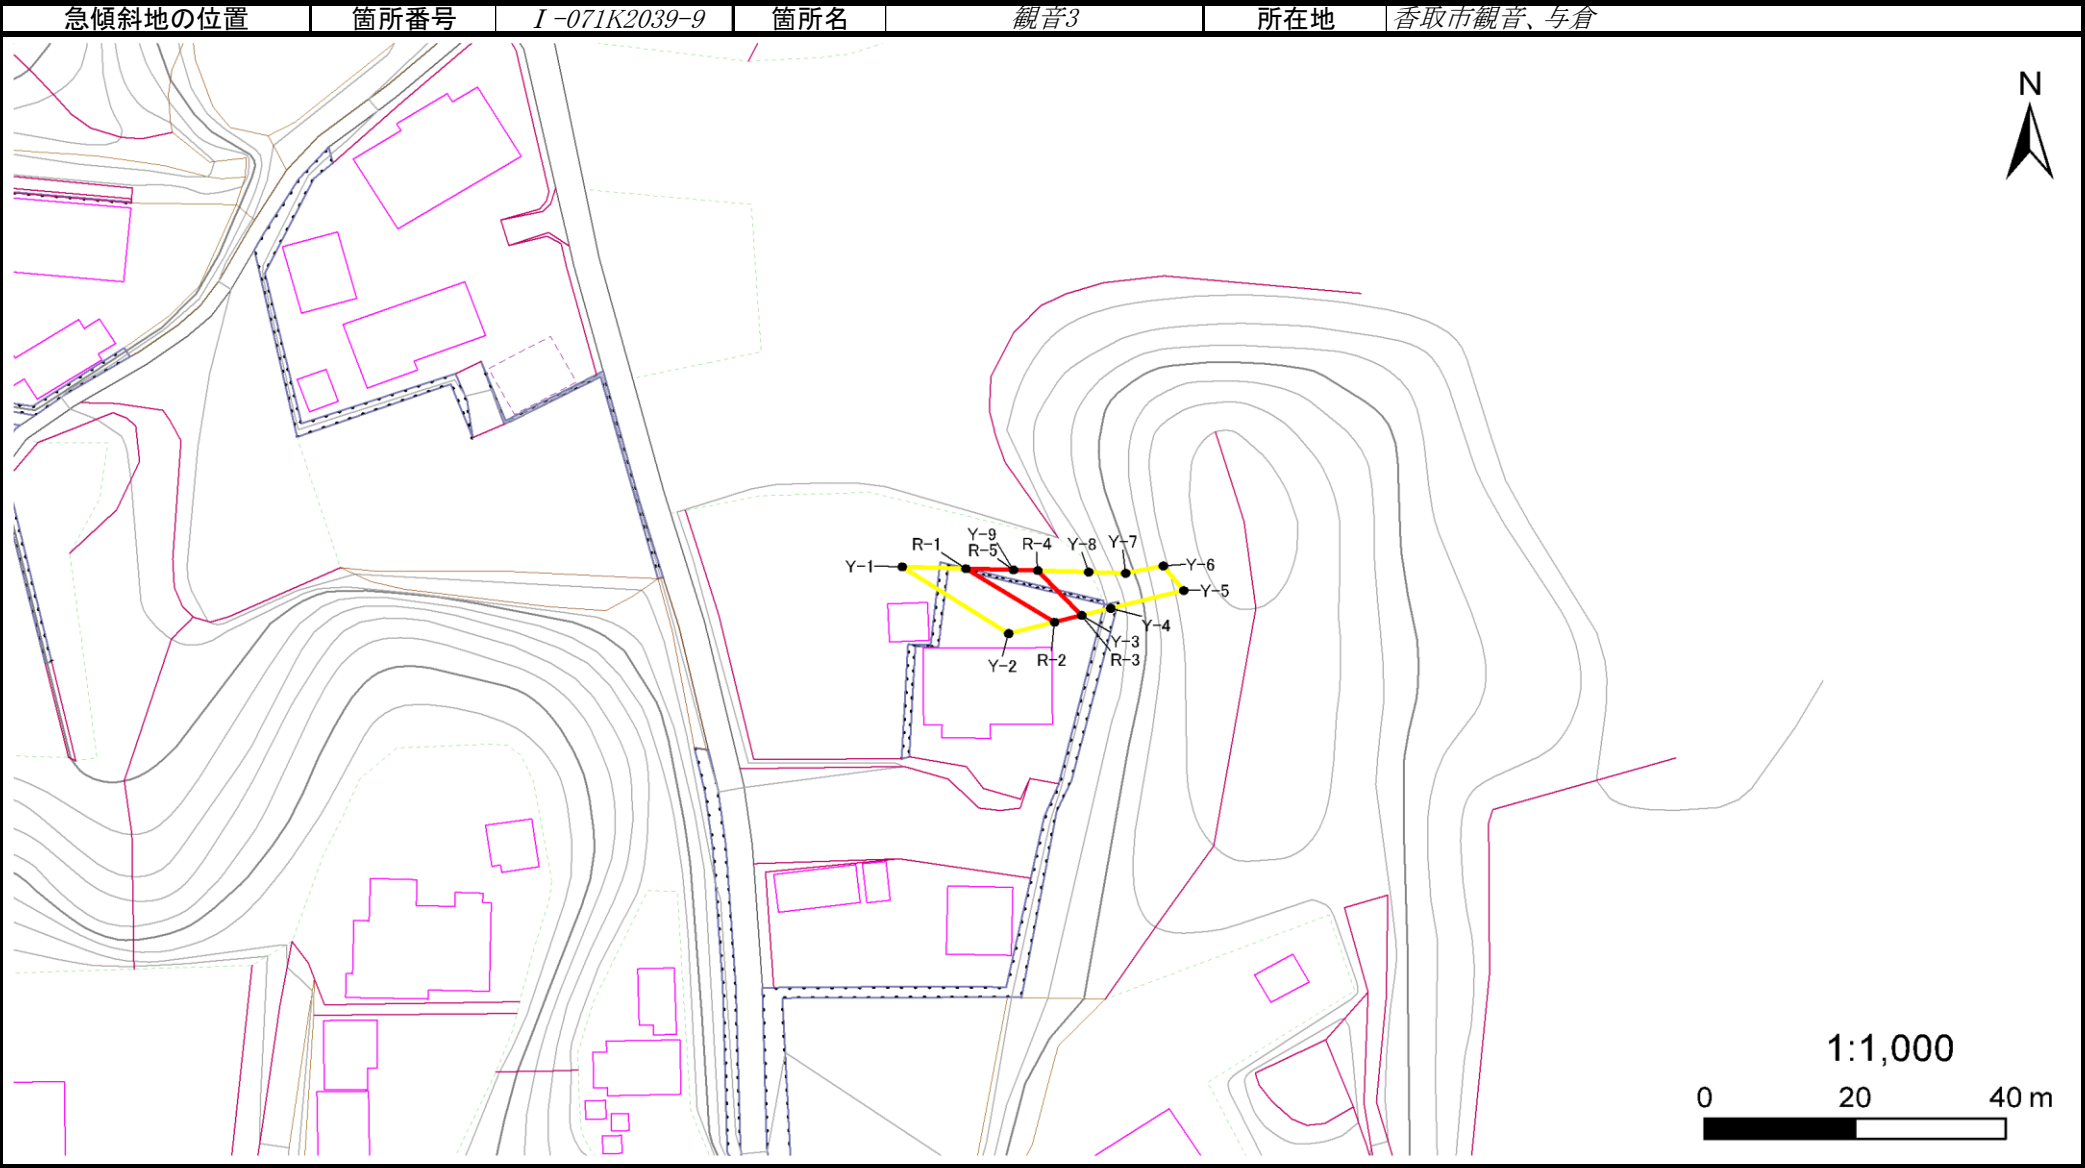 急傾斜地の位置 箇所番号 Ⅰ-071K2039-9 箇所名 観音3 所在地 香取市観音、与倉
N
Y-9
R-1 R-5 R-4 Y-8 Y-7
Y-1 Y-6
Y-5
Y-4
Y-3
Y-2 R-2 R-3
1:1,000
0 20 40 m